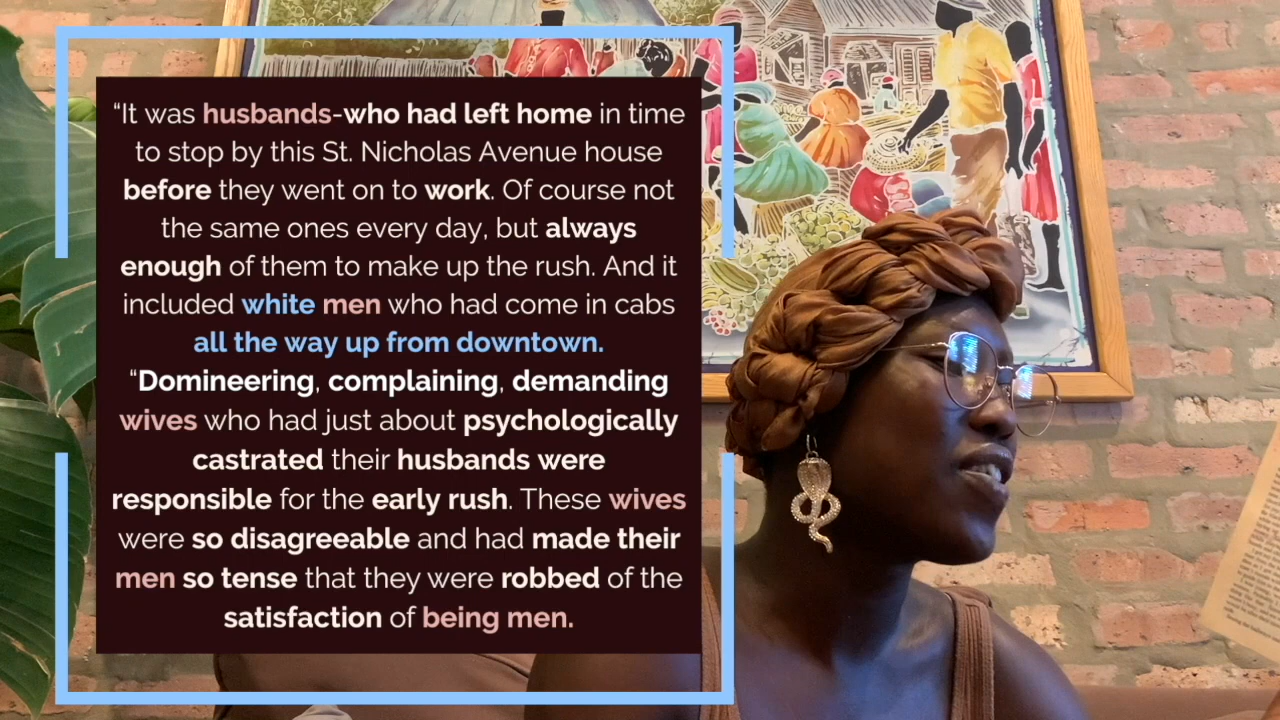 “It was husbands-who had left home in time
to stop by this St. Nicholas Avenue house
before they went on to work. Of course not
the same ones every day, but always
enough of them to make up the rush. And it
included white men who had come in cabs
all the way up from downtown.
“Domineering, complaining, demanding
wives who had just about psychologically
castrated their husbands were
responsible for the early rush. These wives
were so disagreeable and had made their
men so tense that they were robbed of the
satisfaction of being men.